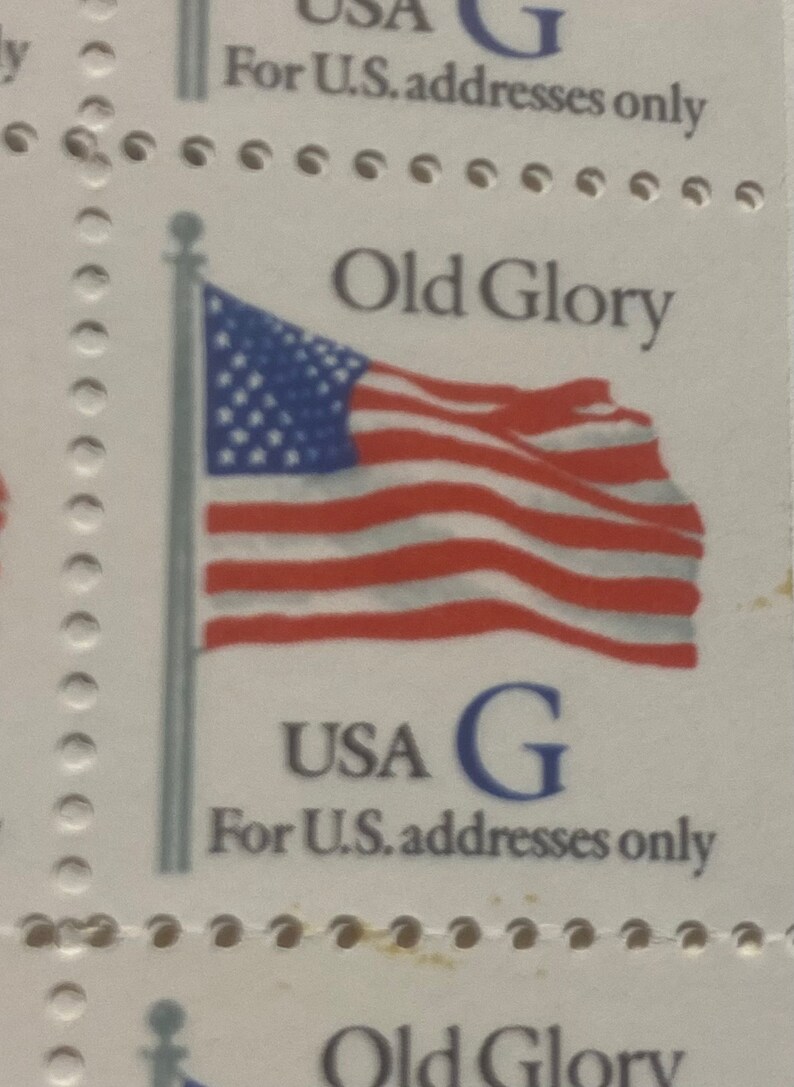 USA G
For U.S. addresses only
Old Glory
USA G
For U.S. addresses only
Old Glory